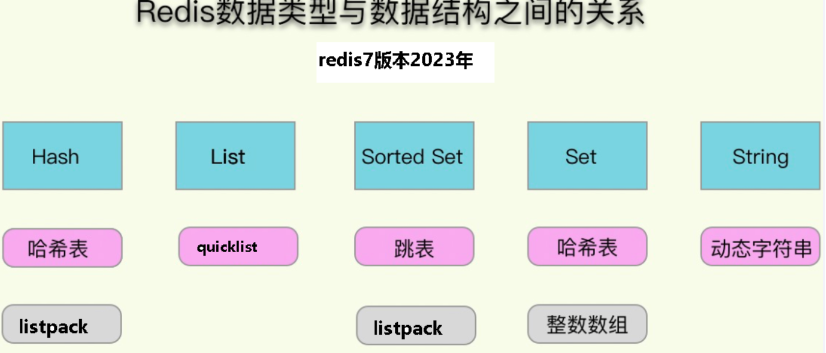 Redis数据类型与数据结构之间的关系
redis7版本2023年
Hash List Sorted Set Set String
哈希表 quicklist 跳表 哈希表 动态字符串
listpack listpack 整数数组